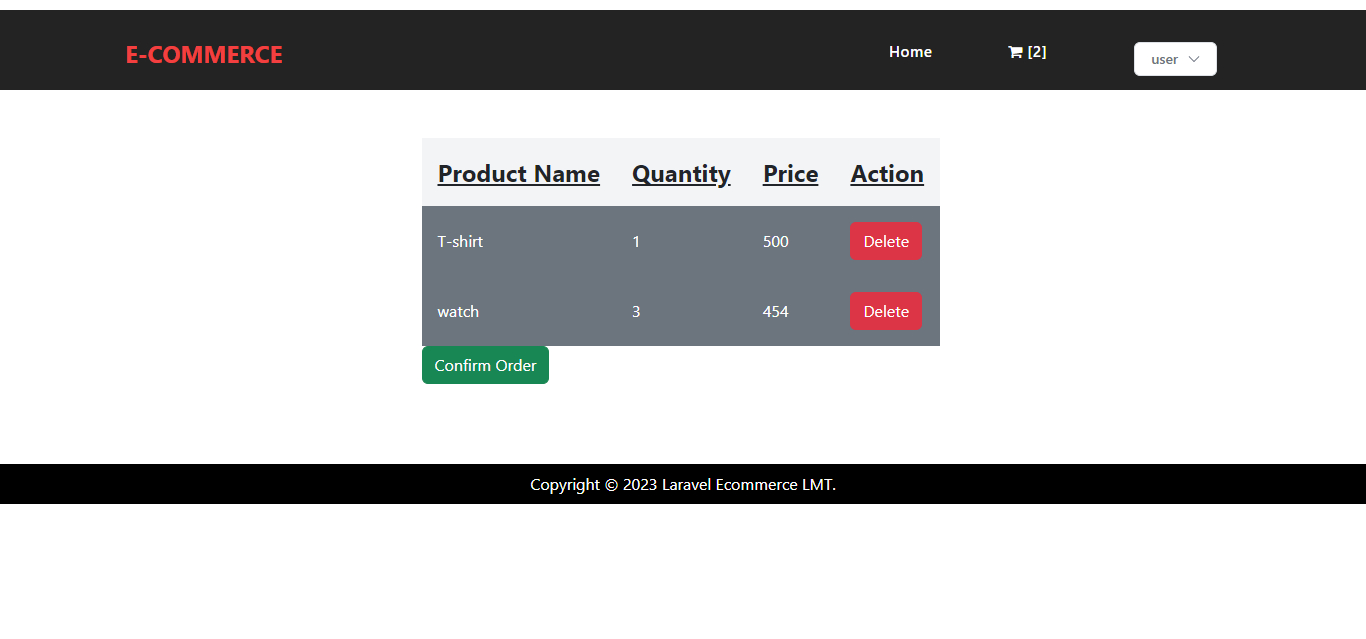 E-COMMERCE Home [2] user
Product Name Quantity Price Action
T-shirt 1 500 Delete
watch 3 454 Delete
Confirm Order
Copyright © 2023 Laravel Ecommerce LMT.